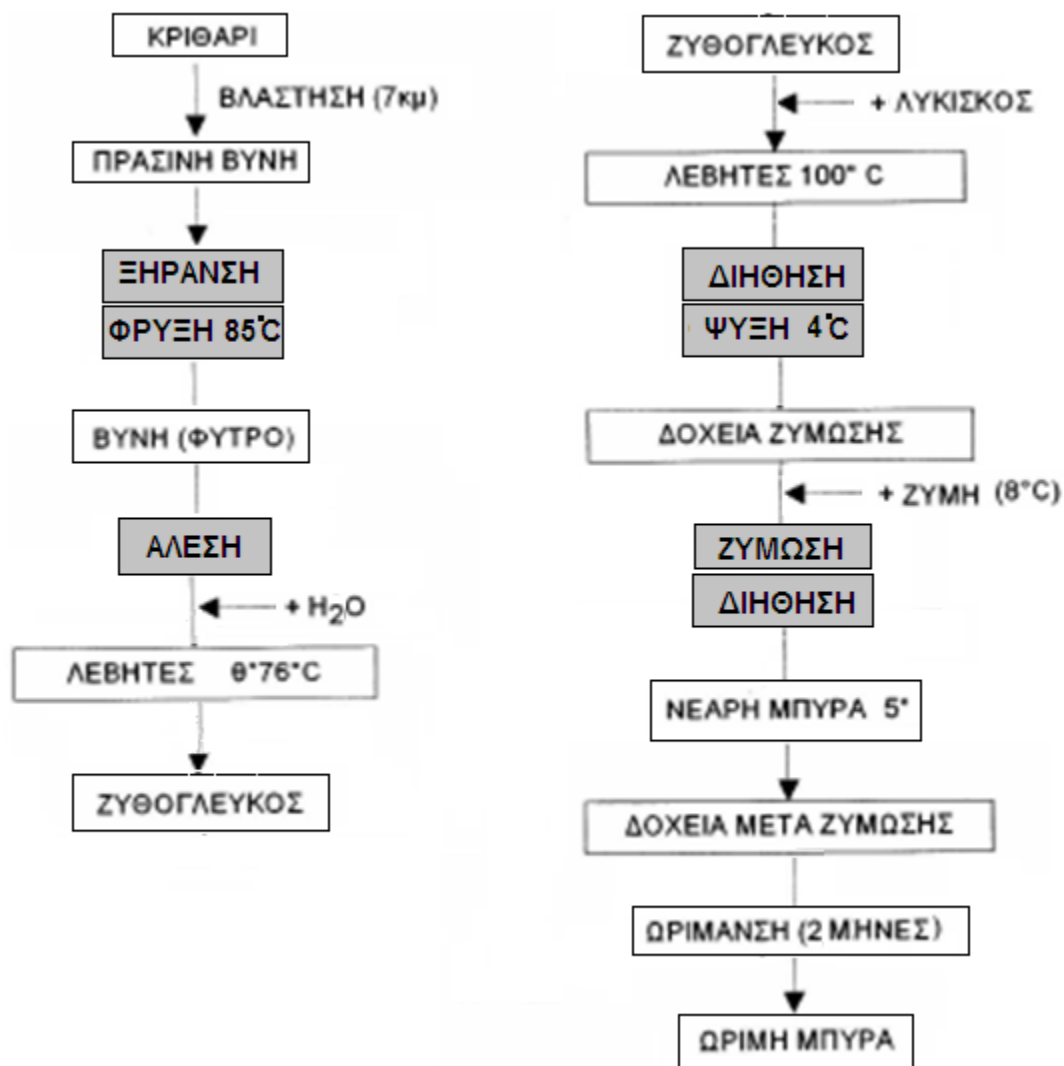 ΚΡΙΘΑΡΙ
ΒΛΑΣΤΗΣΗ (7κμ)
ΠΡΑΣΙΝΗ ΒΥΝΗ
ΞΗΡΑΝΣΗ
ΦΡΥΞΗ 85°C
ΒΥΝΗ (ΦΥΤΡΟ)
ΑΛΕΣΗ
+ H₂O
ΛΕΒΗΤΕΣ θ°76°C
ΖΥΘΟΓΛΕΥΚΟΣ
ΖΥΘΟΓΛΕΥΚΟΣ
+ ΛΥΚΙΣΚΟΣ
ΛΕΒΗΤΕΣ 100° C
ΔΙΗΘΗΣΗ
ΨΥΞΗ 4°C
ΔΟΧΕΙΑ ΖΥΜΩΣΗΣ
+ ΖΥΜΗ (8°C)
ΖΥΜΩΣΗ
ΔΙΗΘΗΣΗ
ΝΕΑΡΗ ΜΠΥΡΑ 5°
ΔΟΧΕΙΑ ΜΕΤΑ ΖΥΜΩΣΗΣ
ΩΡΙΜΑΝΣΗ (2 ΜΗΝΕΣ)
ΩΡΙΜΗ ΜΠΥΡΑ